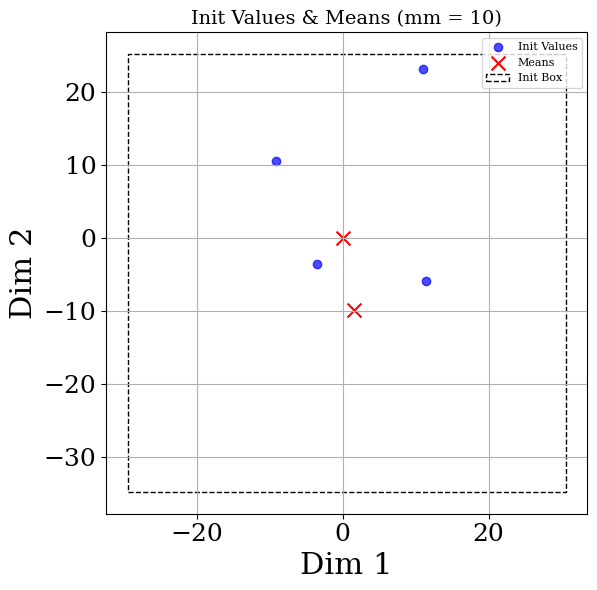 Init Values & Means (mm = 10)
Init Values
Means
Init Box
20
10
0
−10
−20
−30
Dim 2
−20
0
20
Dim 1